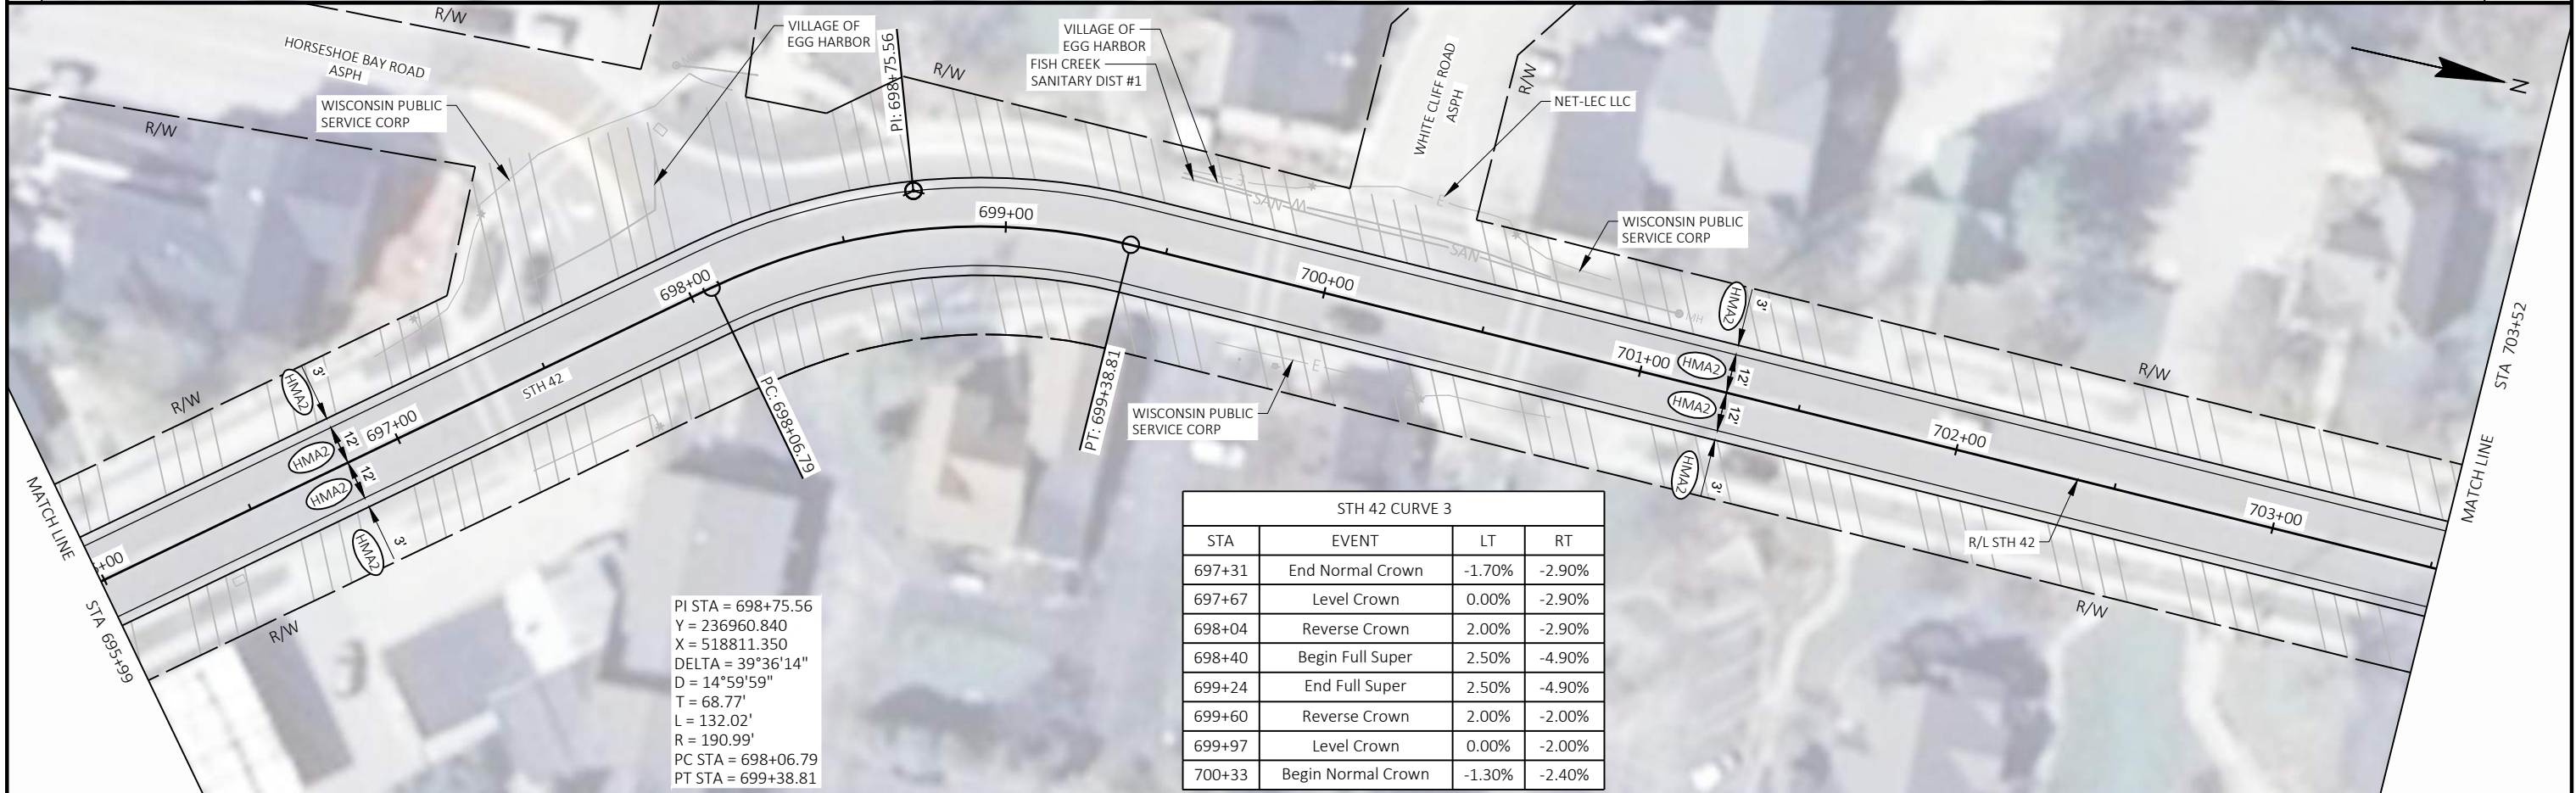 R/W
HORSESHOE BAY ROAD
ASPH
R/W
WISCONSIN PUBLIC
SERVICE CORP
VILLAGE OF
EGG HARBOR
PI: 698+75.56
R/W
VILLAGE OF
EGG HARBOR
FISH CREEK
SANITARY DIST #1
WHITE CLIFF ROAD
ASPH
R/W
NET-LEC LLC
N
WISCONSIN PUBLIC
SERVICE CORP
SAN
SAN
E
MH
699+00
698+00
700+00
701+00
702+00
703+00
697+00
+00
STH 42
PC: 698+06.79
PT: 699+38.81
E
WISCONSIN PUBLIC
SERVICE CORP
R/W
HMA2
3'
HMA2
12'
HMA2
12'
HMA2
3'
R/W
HMA2
3'
HMA2
12'
HMA2
12'
HMA2
3'
R/W
R/L STH 42
R/W
MATCH LINE
STA 695+99
MATCH LINE
STA 703+52
PI STA = 698+75.56
Y = 236960.840
X = 518811.350
DELTA = 39°36'14"
D = 14°59'59"
T = 68.77'
L = 132.02'
R = 190.99'
PC STA = 698+06.79
PT STA = 699+38.81
STH 42 CURVE 3
STA EVENT LT RT
697+31 End Normal Crown -1.70% -2.90%
697+67 Level Crown 0.00% -2.90%
698+04 Reverse Crown 2.00% -2.90%
698+40 Begin Full Super 2.50% -4.90%
699+24 End Full Super 2.50% -4.90%
699+60 Reverse Crown 2.00% -2.00%
699+97 Level Crown 0.00% -2.00%
700+33 Begin Normal Crown -1.30% -2.40%